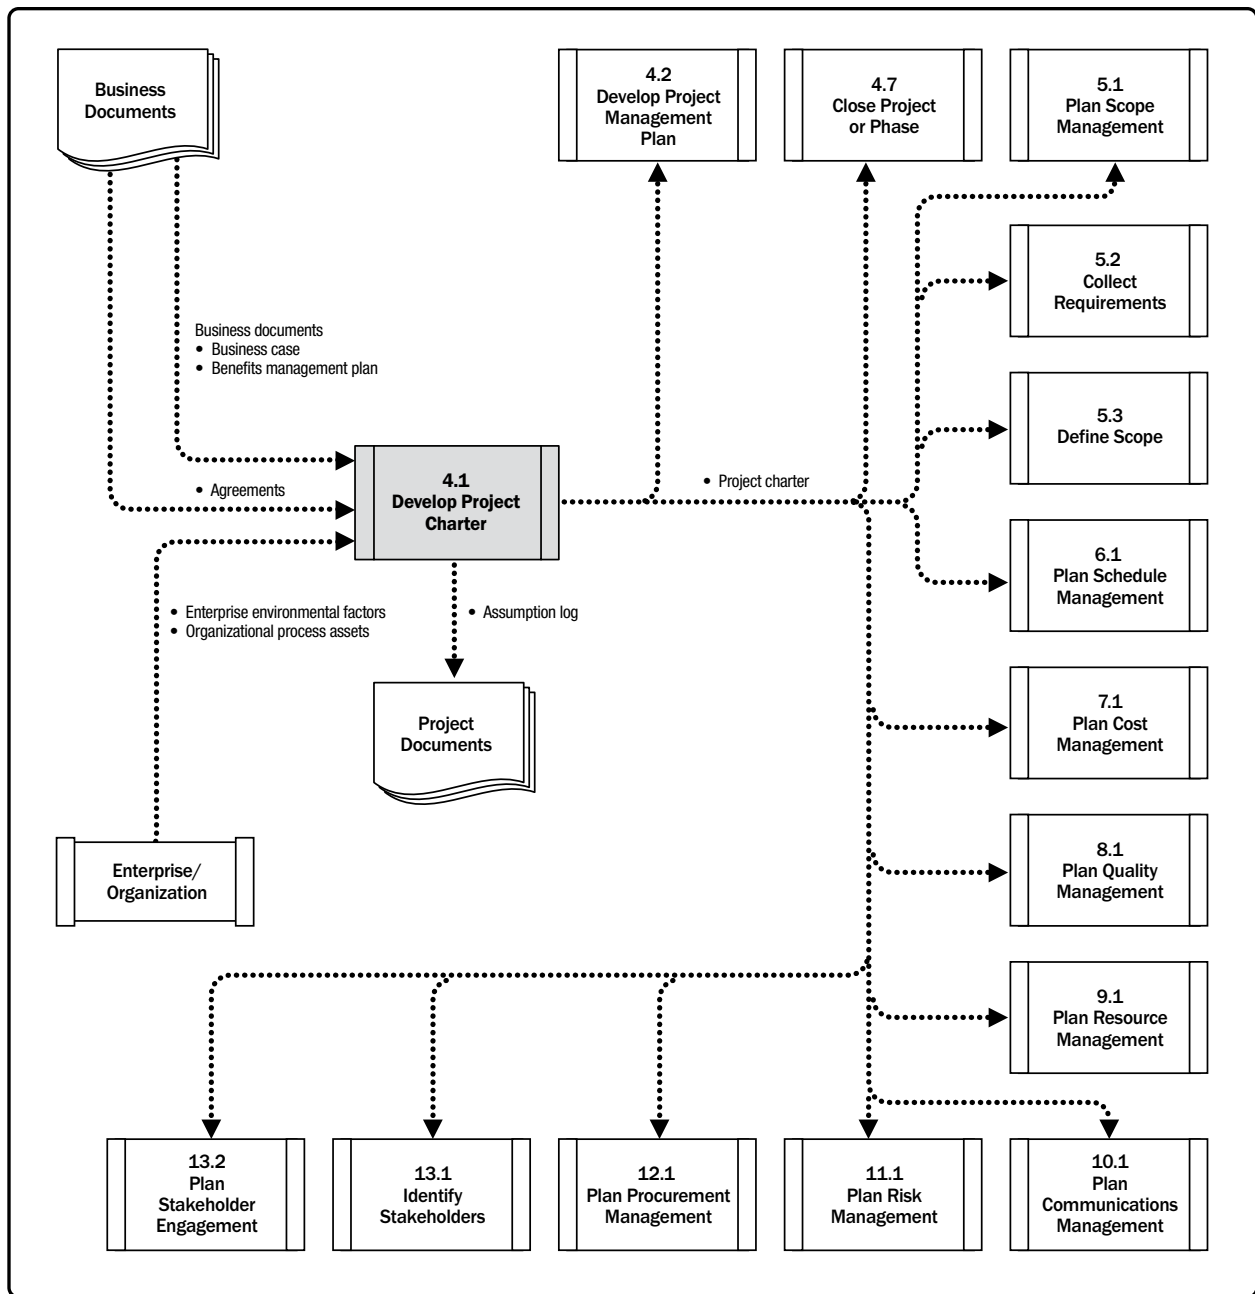 Business
Documents
4.2
Develop Project
Management
Plan
4.7
Close Project
or Phase
5.1
Plan Scope
Management
5.2
Collect
Requirements
Business documents
• Business case
• Benefits management plan
5.3
Define Scope
4.1
Develop Project
Charter
• Agreements
• Project charter
6.1
Plan Schedule
Management
• Enterprise environmental factors
• Organizational process assets
• Assumption log
7.1
Plan Cost
Management
Project
Documents
8.1
Plan Quality
Management
Enterprise/
Organization
9.1
Plan Resource
Management
13.2
Plan
Stakeholder
Engagement
13.1
Identify
Stakeholders
12.1
Plan Procurement
Management
11.1
Plan Risk
Management
10.1
Plan
Communications
Management